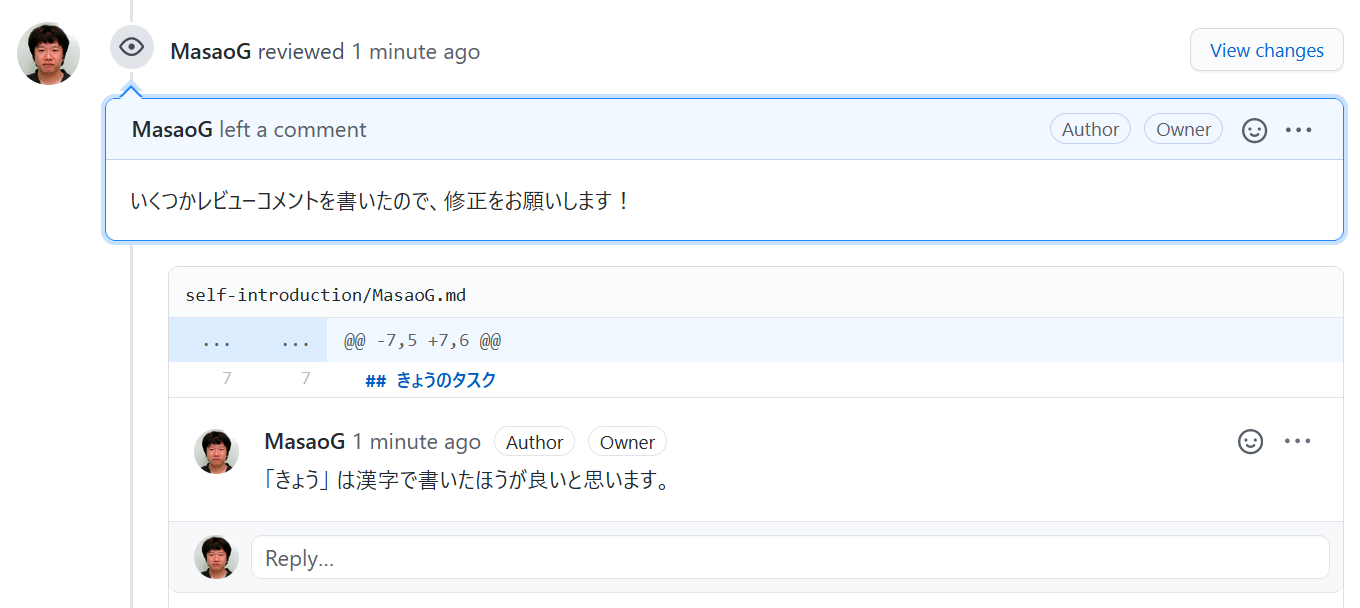 MasaoG reviewed 1 minute ago
View changes
MasaoG left a comment
Author
Owner
いくつかレビューコメントを書いたので、修正をお願いします！
self-introduction/MasaoG.md
... ... @@ -7,5 +7,6 @@
7 7 ## きょうのタスク
MasaoG 1 minute ago Author Owner
「きょう」は漢字で書いたほうが良いと思います。
Reply...